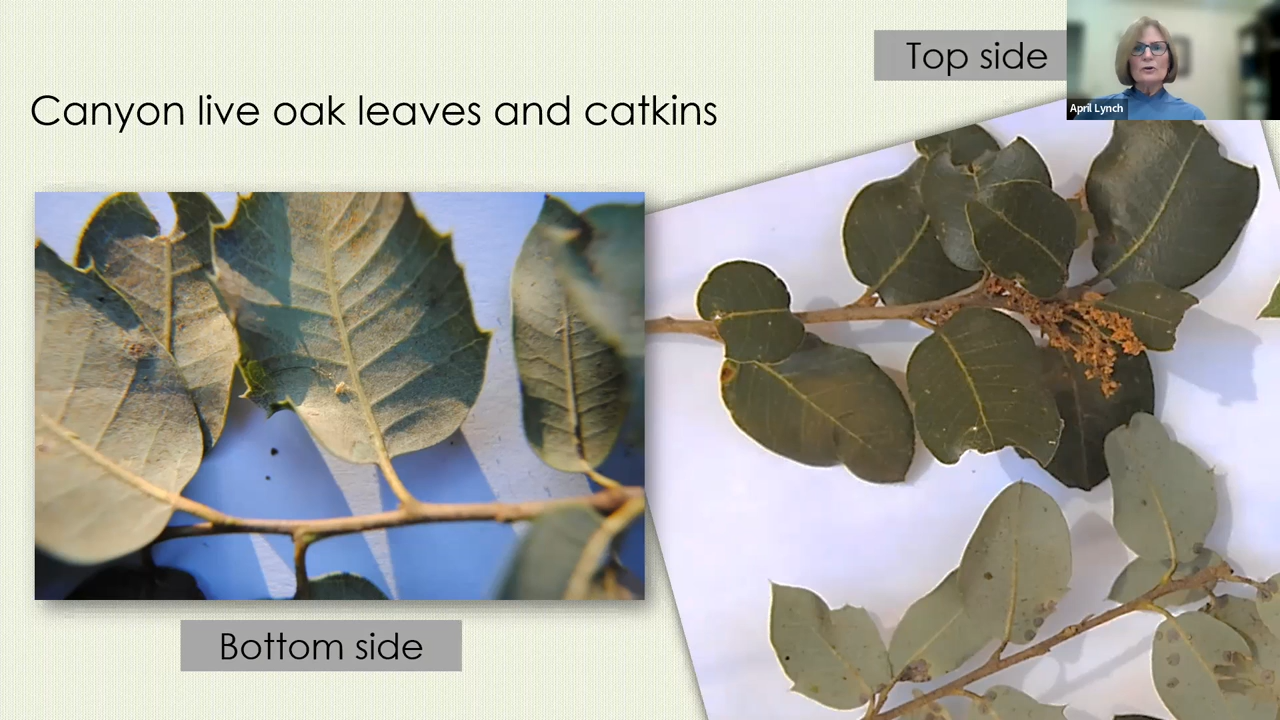 Top side
April Lynch
Canyon live oak leaves and catkins
Bottom side